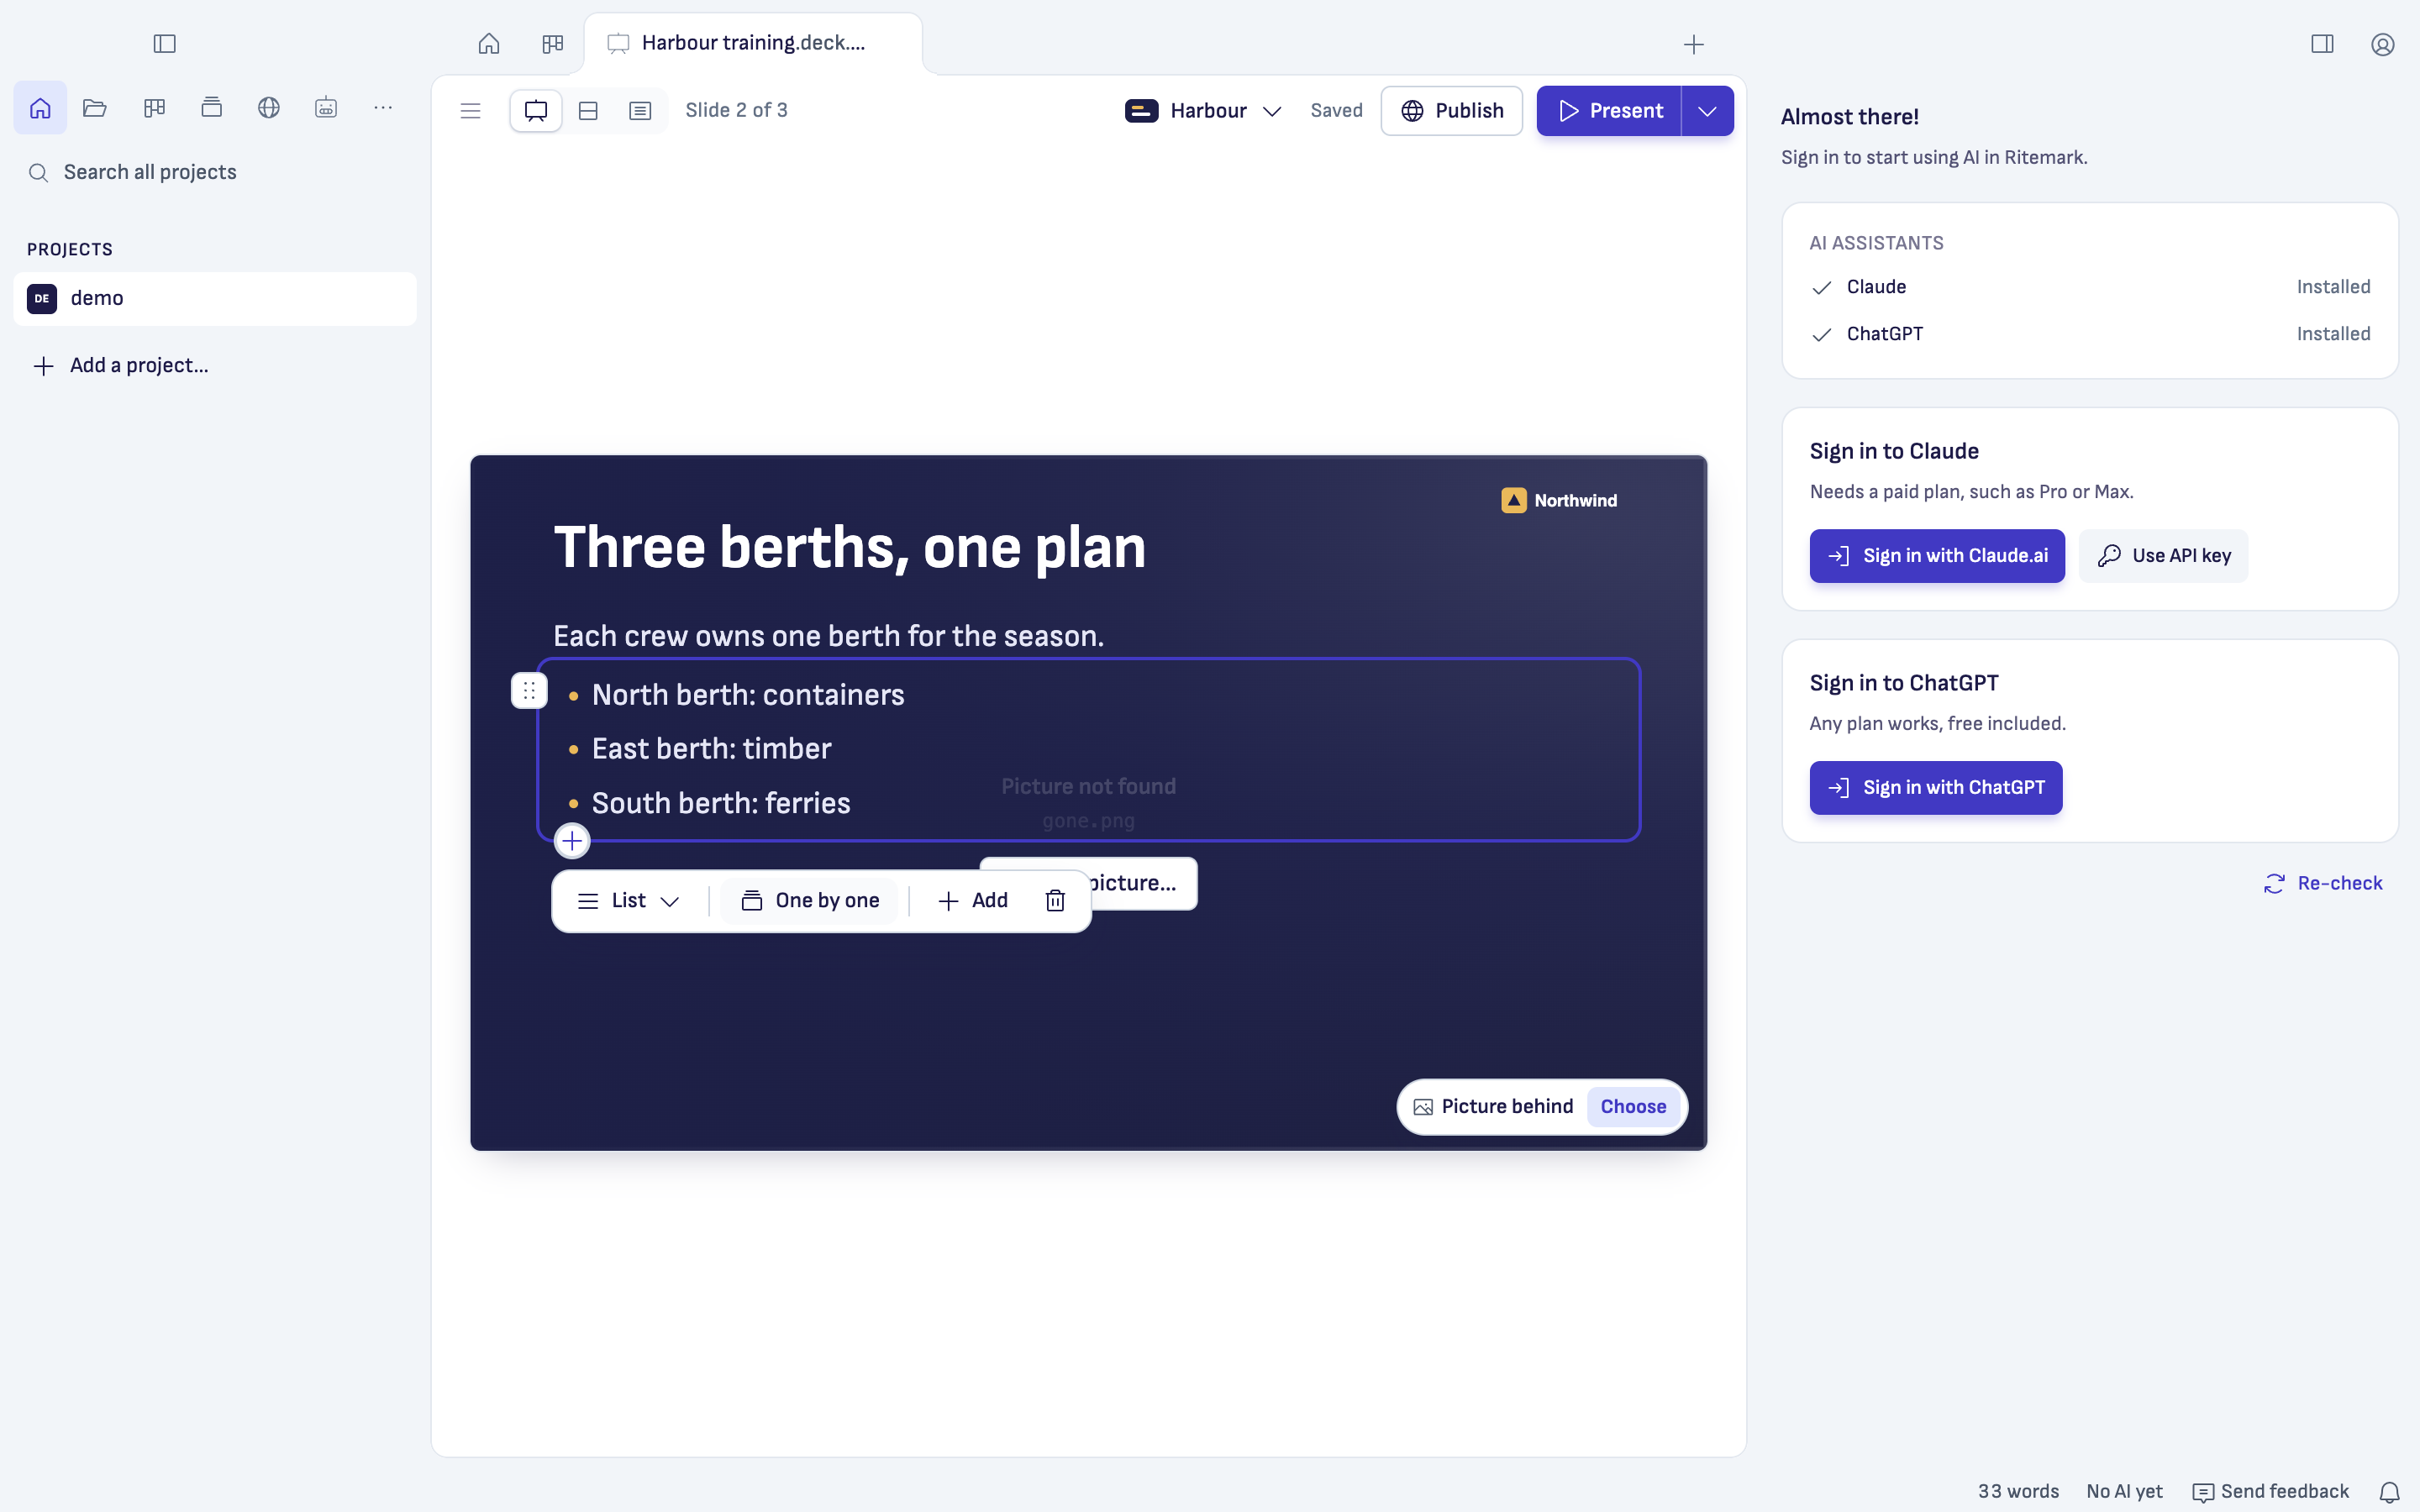 Harbour training.deck....
Search all projects
PROJECTS
DE demo
Add a project...
Slide 2 of 3
Harbour
Saved
Publish
Present
Northwind
Three berths, one plan
Each crew owns one berth for the season.
North berth: containers
East berth: timber
South berth: ferries
Picture not found
gone.png
picture...
List
One by one
Add
Picture behind
Choose
Almost there!
Sign in to start using AI in Ritemark.
AI ASSISTANTS
Claude Installed
ChatGPT Installed
Sign in to Claude
Needs a paid plan, such as Pro or Max.
Sign in with Claude.ai
Use API key
Sign in to ChatGPT
Any plan works, free included.
Sign in with ChatGPT
Re-check
33 words
No AI yet
Send feedback